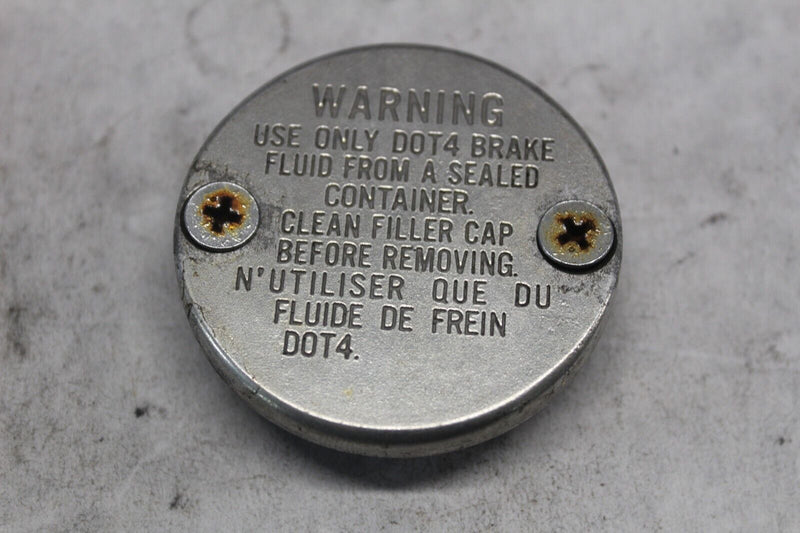 WARNING
USE ONLY DOT4 BRAKE
FLUID FROM A SEALED
CONTAINER.
CLEAN FILLER CAP
BEFORE REMOVING.
N'UTILISER QUE DU
FLUIDE DE FREIN
DOT4.